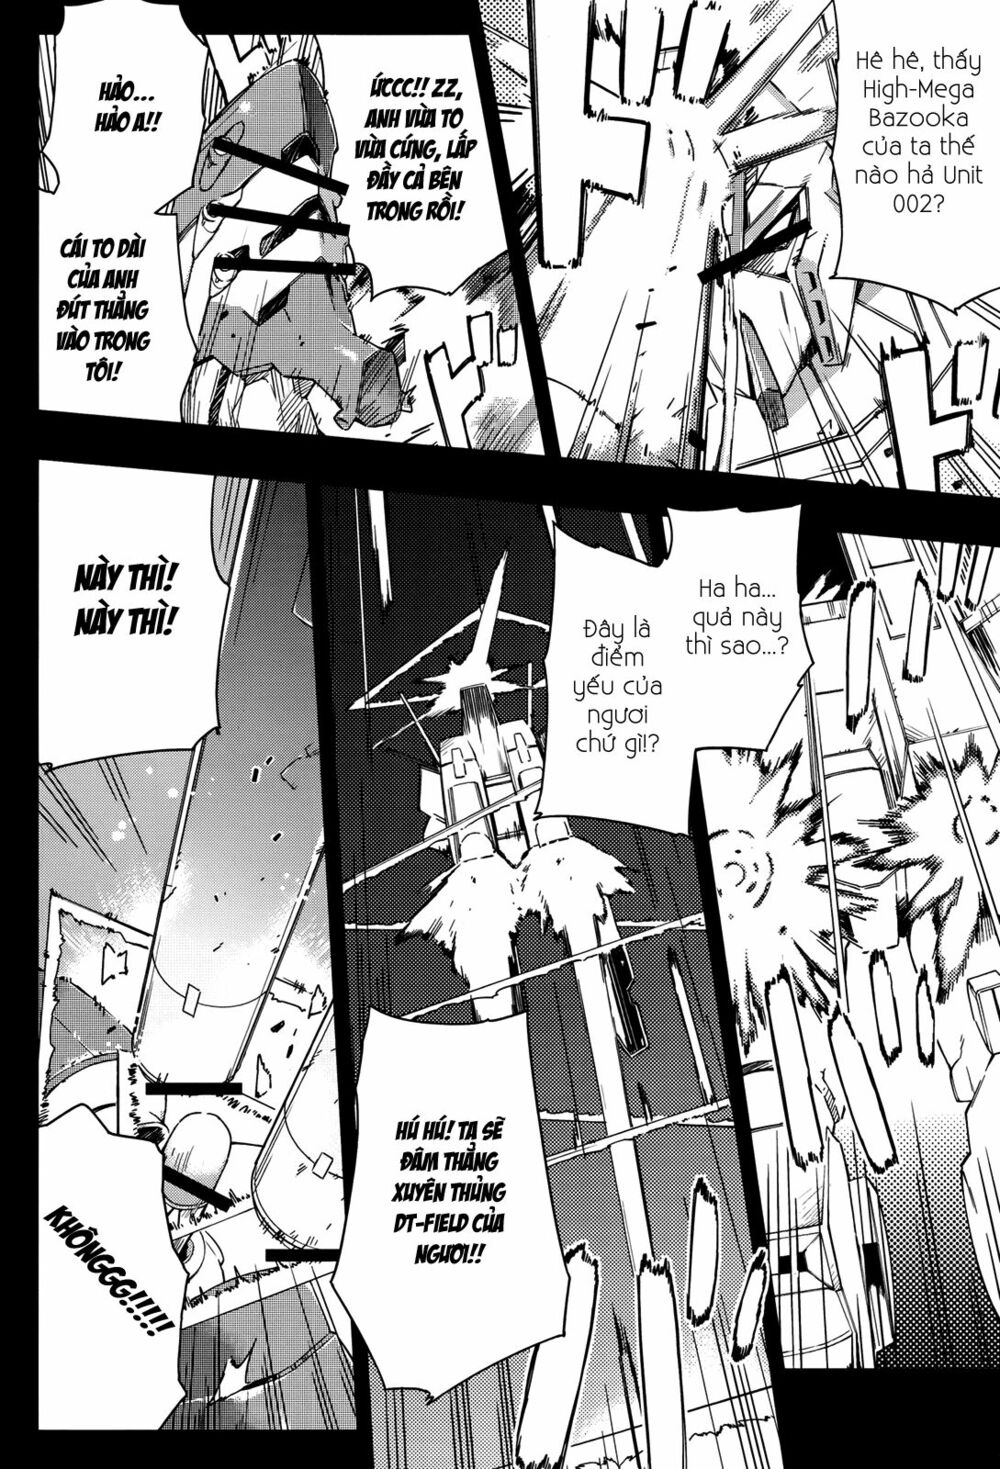 Hê hê, thấy
High-Mega
Bazooka
của ta thế
nào hả Unit
002?
ỨCCC!! ZZ,
ANH VỪA TO
VỪA CỨNG, LẤP
ĐẦY CẢ BÊN
TRONG RỒI!
HẢO...
HẢO A!!
CÁI TO DÀI
CỦA ANH
ĐÚT THẲNG
VÀO TRONG
TÔI!
Ha ha...
quả này
thì sao...?
Đây là
điểm
yếu của
ngươi
chứ gì!?
HÚ HÚ! TA SẼ
ĐÂM THẲNG
XUYÊN THỦNG
DT-FIELD CỦA
NGƯƠI!!
NÀY THÌ!
NÀY THÌ!
KHÔNGGG!!!!!